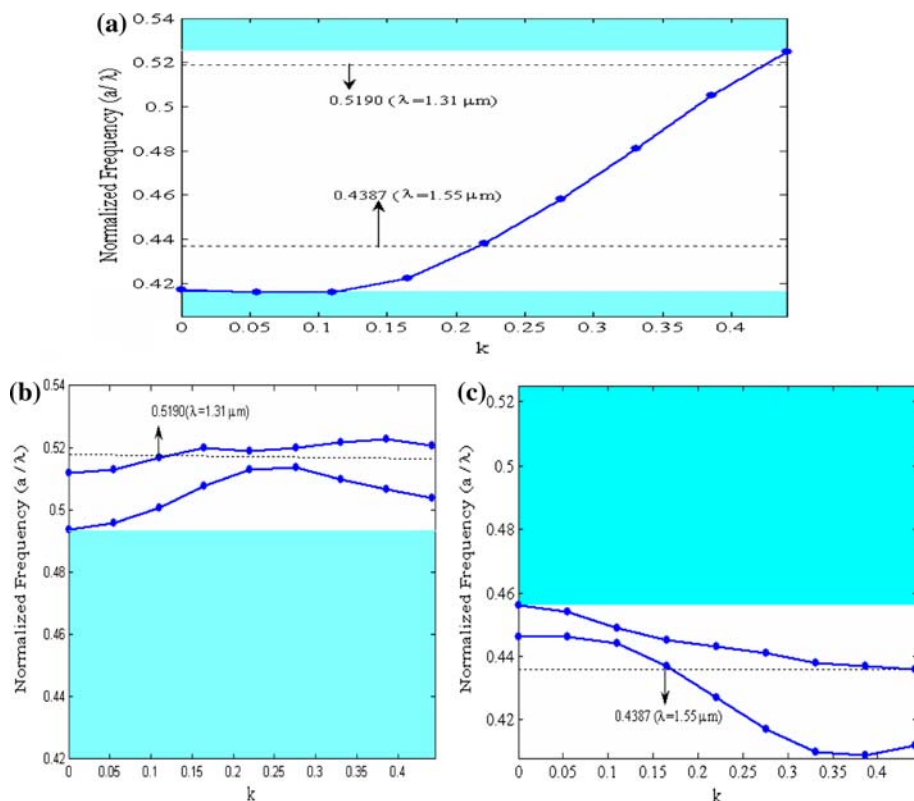 (a)
Normalized Frequency (a/λ)
0.54
0.52
0.5
0.48
0.46
0.44
0.42
0.5190 (λ=1.31 μm)
0.4387 (λ=1.55 μm)
0 0.05 0.1 0.15 0.2 0.25 0.3 0.35 0.4
k
(b)
Normalized Frequency (a/λ)
0.54
0.52
0.5
0.48
0.46
0.44
0.42
0.5190(λ=1.31 μm)
0 0.05 0.1 0.15 0.2 0.25 0.3 0.35 0.4
k
(c)
Normalized Frequency (a/λ)
0.52
0.5
0.48
0.46
0.44
0.42
0.4387 (λ=1.55 μm)
0 0.05 0.1 0.15 0.2 0.25 0.3 0.35 0.4
k